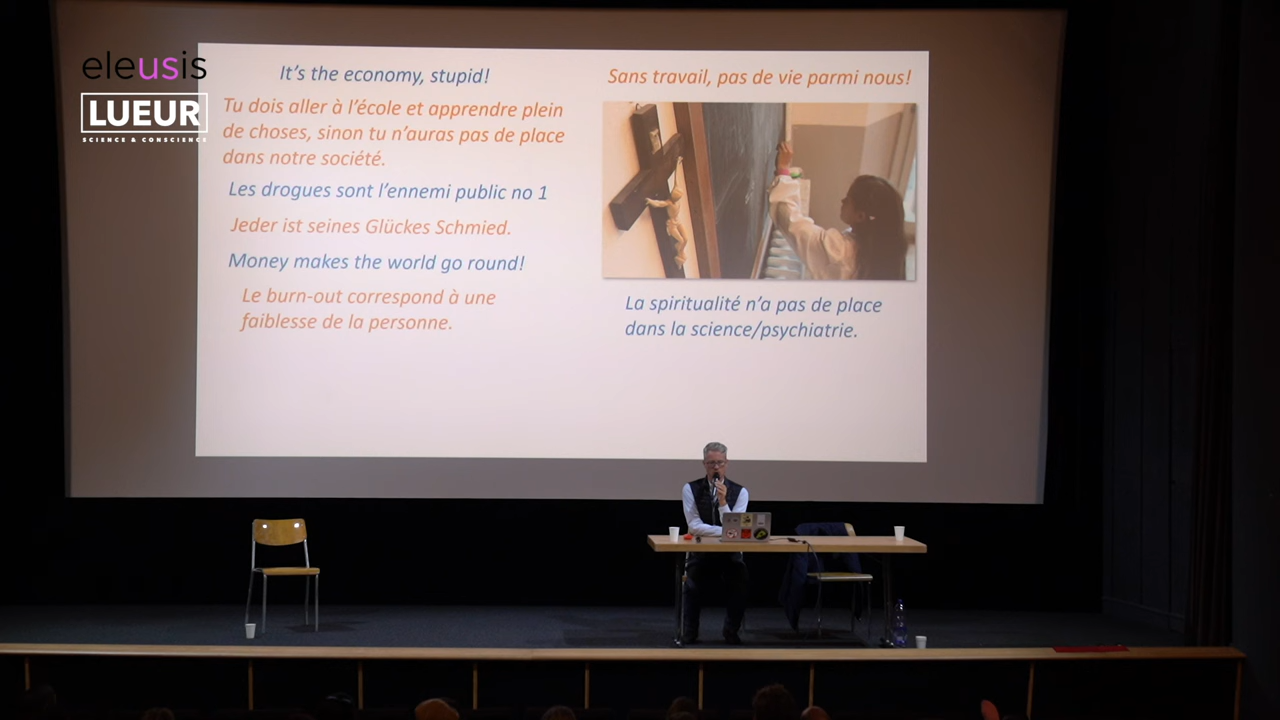 eleusis
LUEUR
SCIENCE & CONSCIENCE
It's the economy, stupid!
Tu dois aller à l'école et apprendre plein
de choses, sinon tu n'auras pas de place
dans notre société.
Les drogues sont l'ennemi public no 1
Jeder ist seines Glückes Schmied.
Money makes the world go round!
Le burn-out correspond à une
faiblesse de la personne.
Sans travail, pas de vie parmi nous!
La spiritualité n'a pas de place
dans la science/psychiatrie.